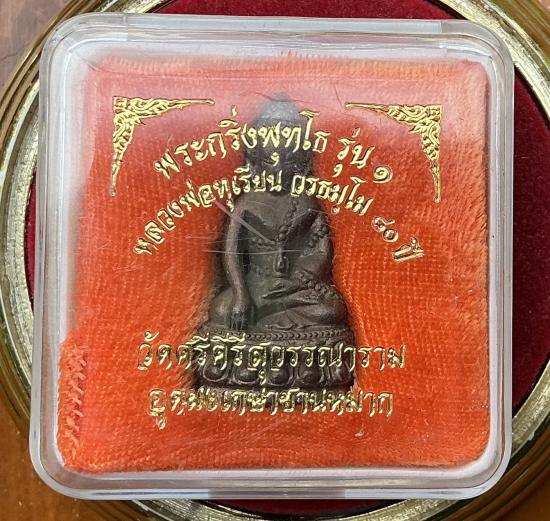 พระกริ่งพุทโธ รุ่น ๑
หลวงพ่อทุเรียน วรธมฺโม ๘๐ ปี
วัดศรีคีรีสุวรรณาราม